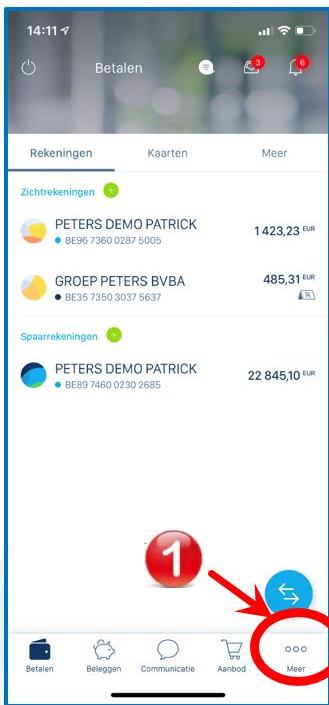 14:11
Betalen
3
6
Rekeningen Kaarten Meer
Zichtrekeningen
PETERS DEMO PATRICK 1 423,23 EUR
BE96 7360 0287 5005
GROEP PETERS BVBA 485,31 EUR
BE35 7350 3037 5637 R
Spaarrekeningen
PETERS DEMO PATRICK 22 845,10 EUR
BE89 7460 0230 2685
1
Betalen Beleggen Communicatie Aanbod Meer